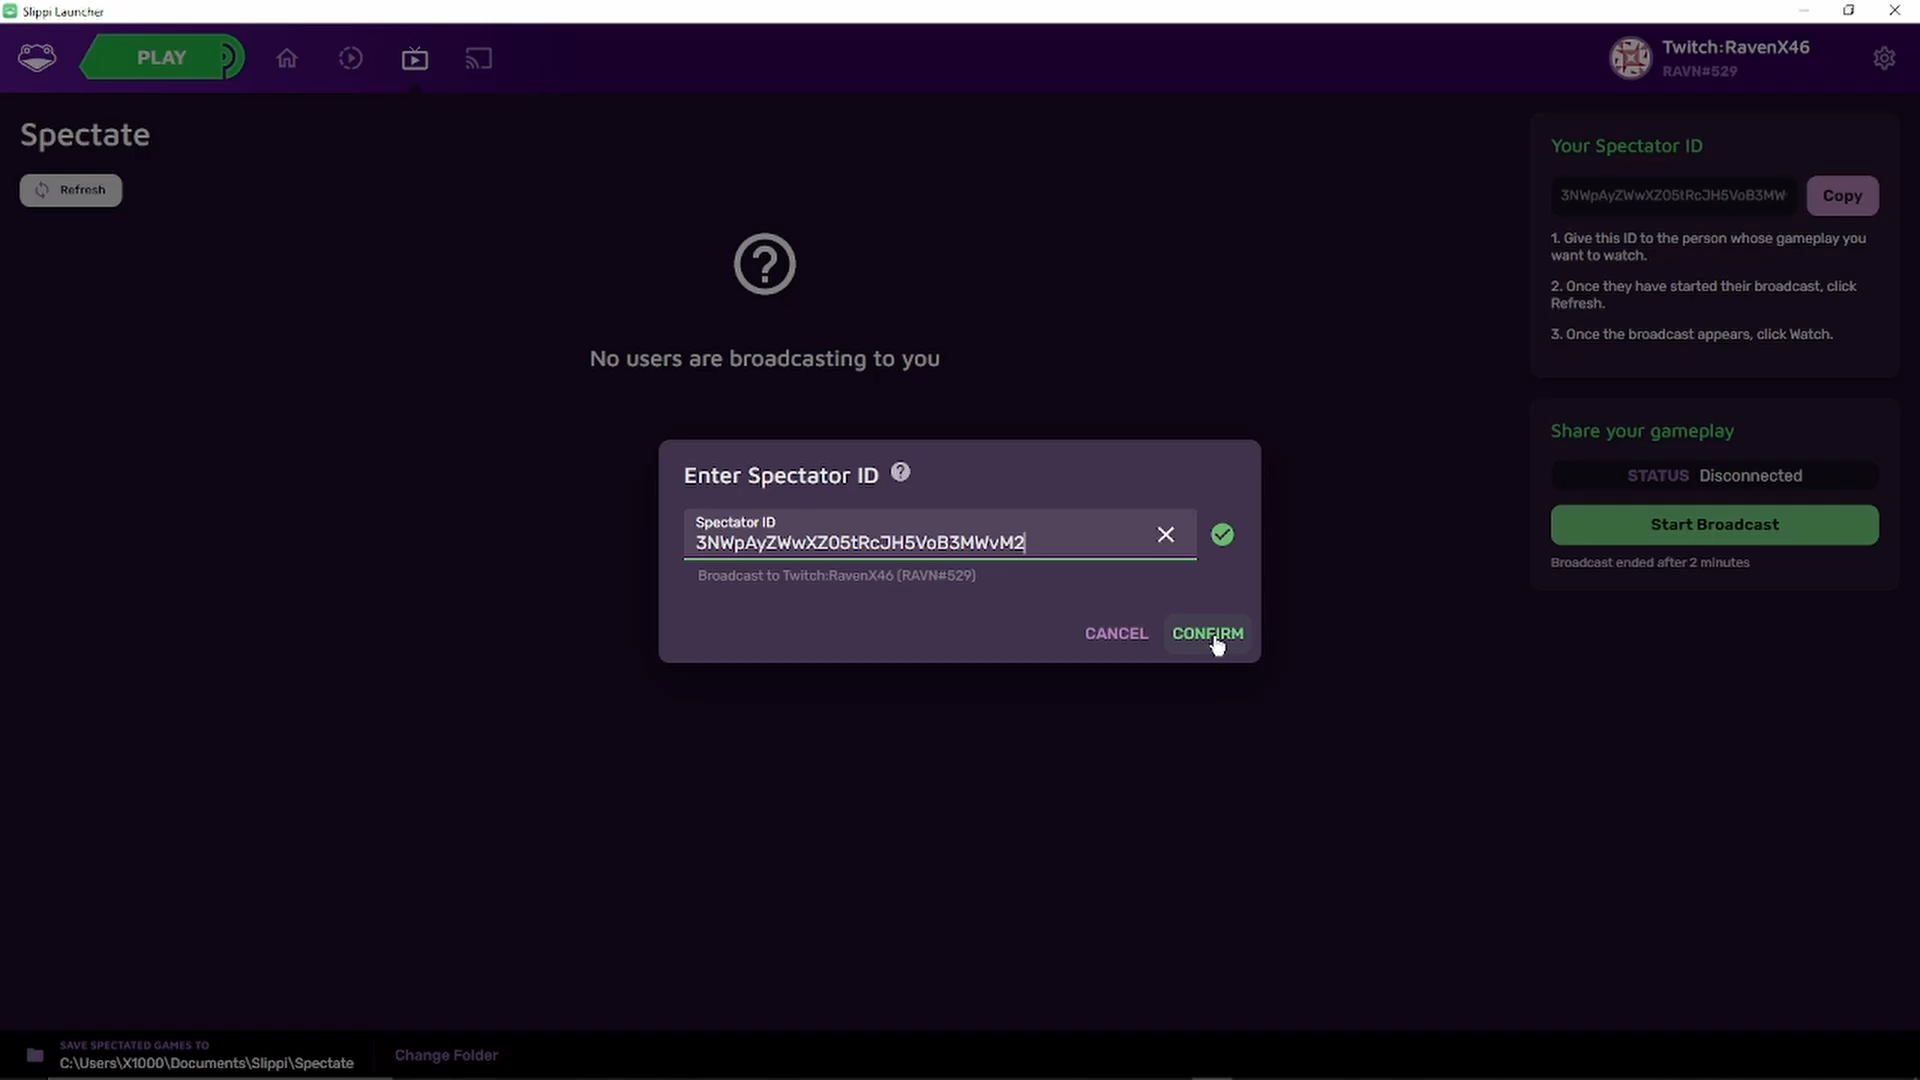 Slippi Launcher
PLAY
Twitch:RavenX46
RAVN#529
Spectate
Refresh
No users are broadcasting to you
Your Spectator ID
3NWpAyZWwXZO5tRcJH5VoB3MW
Copy
1. Give this ID to the person whose gameplay you
want to watch.
2. Once they have started their broadcast, click
Refresh.
3. Once the broadcast appears, click Watch.
Share your gameplay
STATUS Disconnected
Start Broadcast
Broadcast ended after 2 minutes
Enter Spectator ID
Spectator ID
3NWpAyZWwXZO5tRcJH5VoB3MWvM2
Broadcast to Twitch:RavenX46 (RAVN#529)
CANCEL
CONFIRM
SAVE SPECTATED GAMES TO
C:\Users\X1000\Documents\Slippi\Spectate
Change Folder